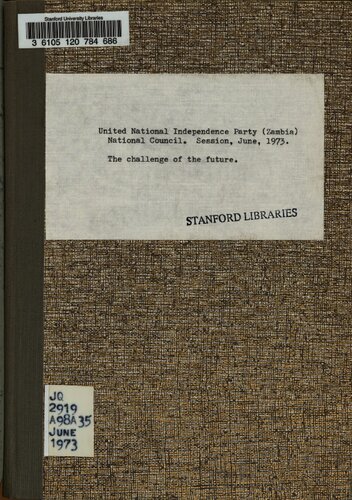 Stanford University Libraries
3 6105 120 784 686
United National Independence Party (Zambia)
National Council. Session, June, 1973.
The challenge of the future.
STANFORD LIBRARIES
JQ
2919
A98A35
JUNE
1973